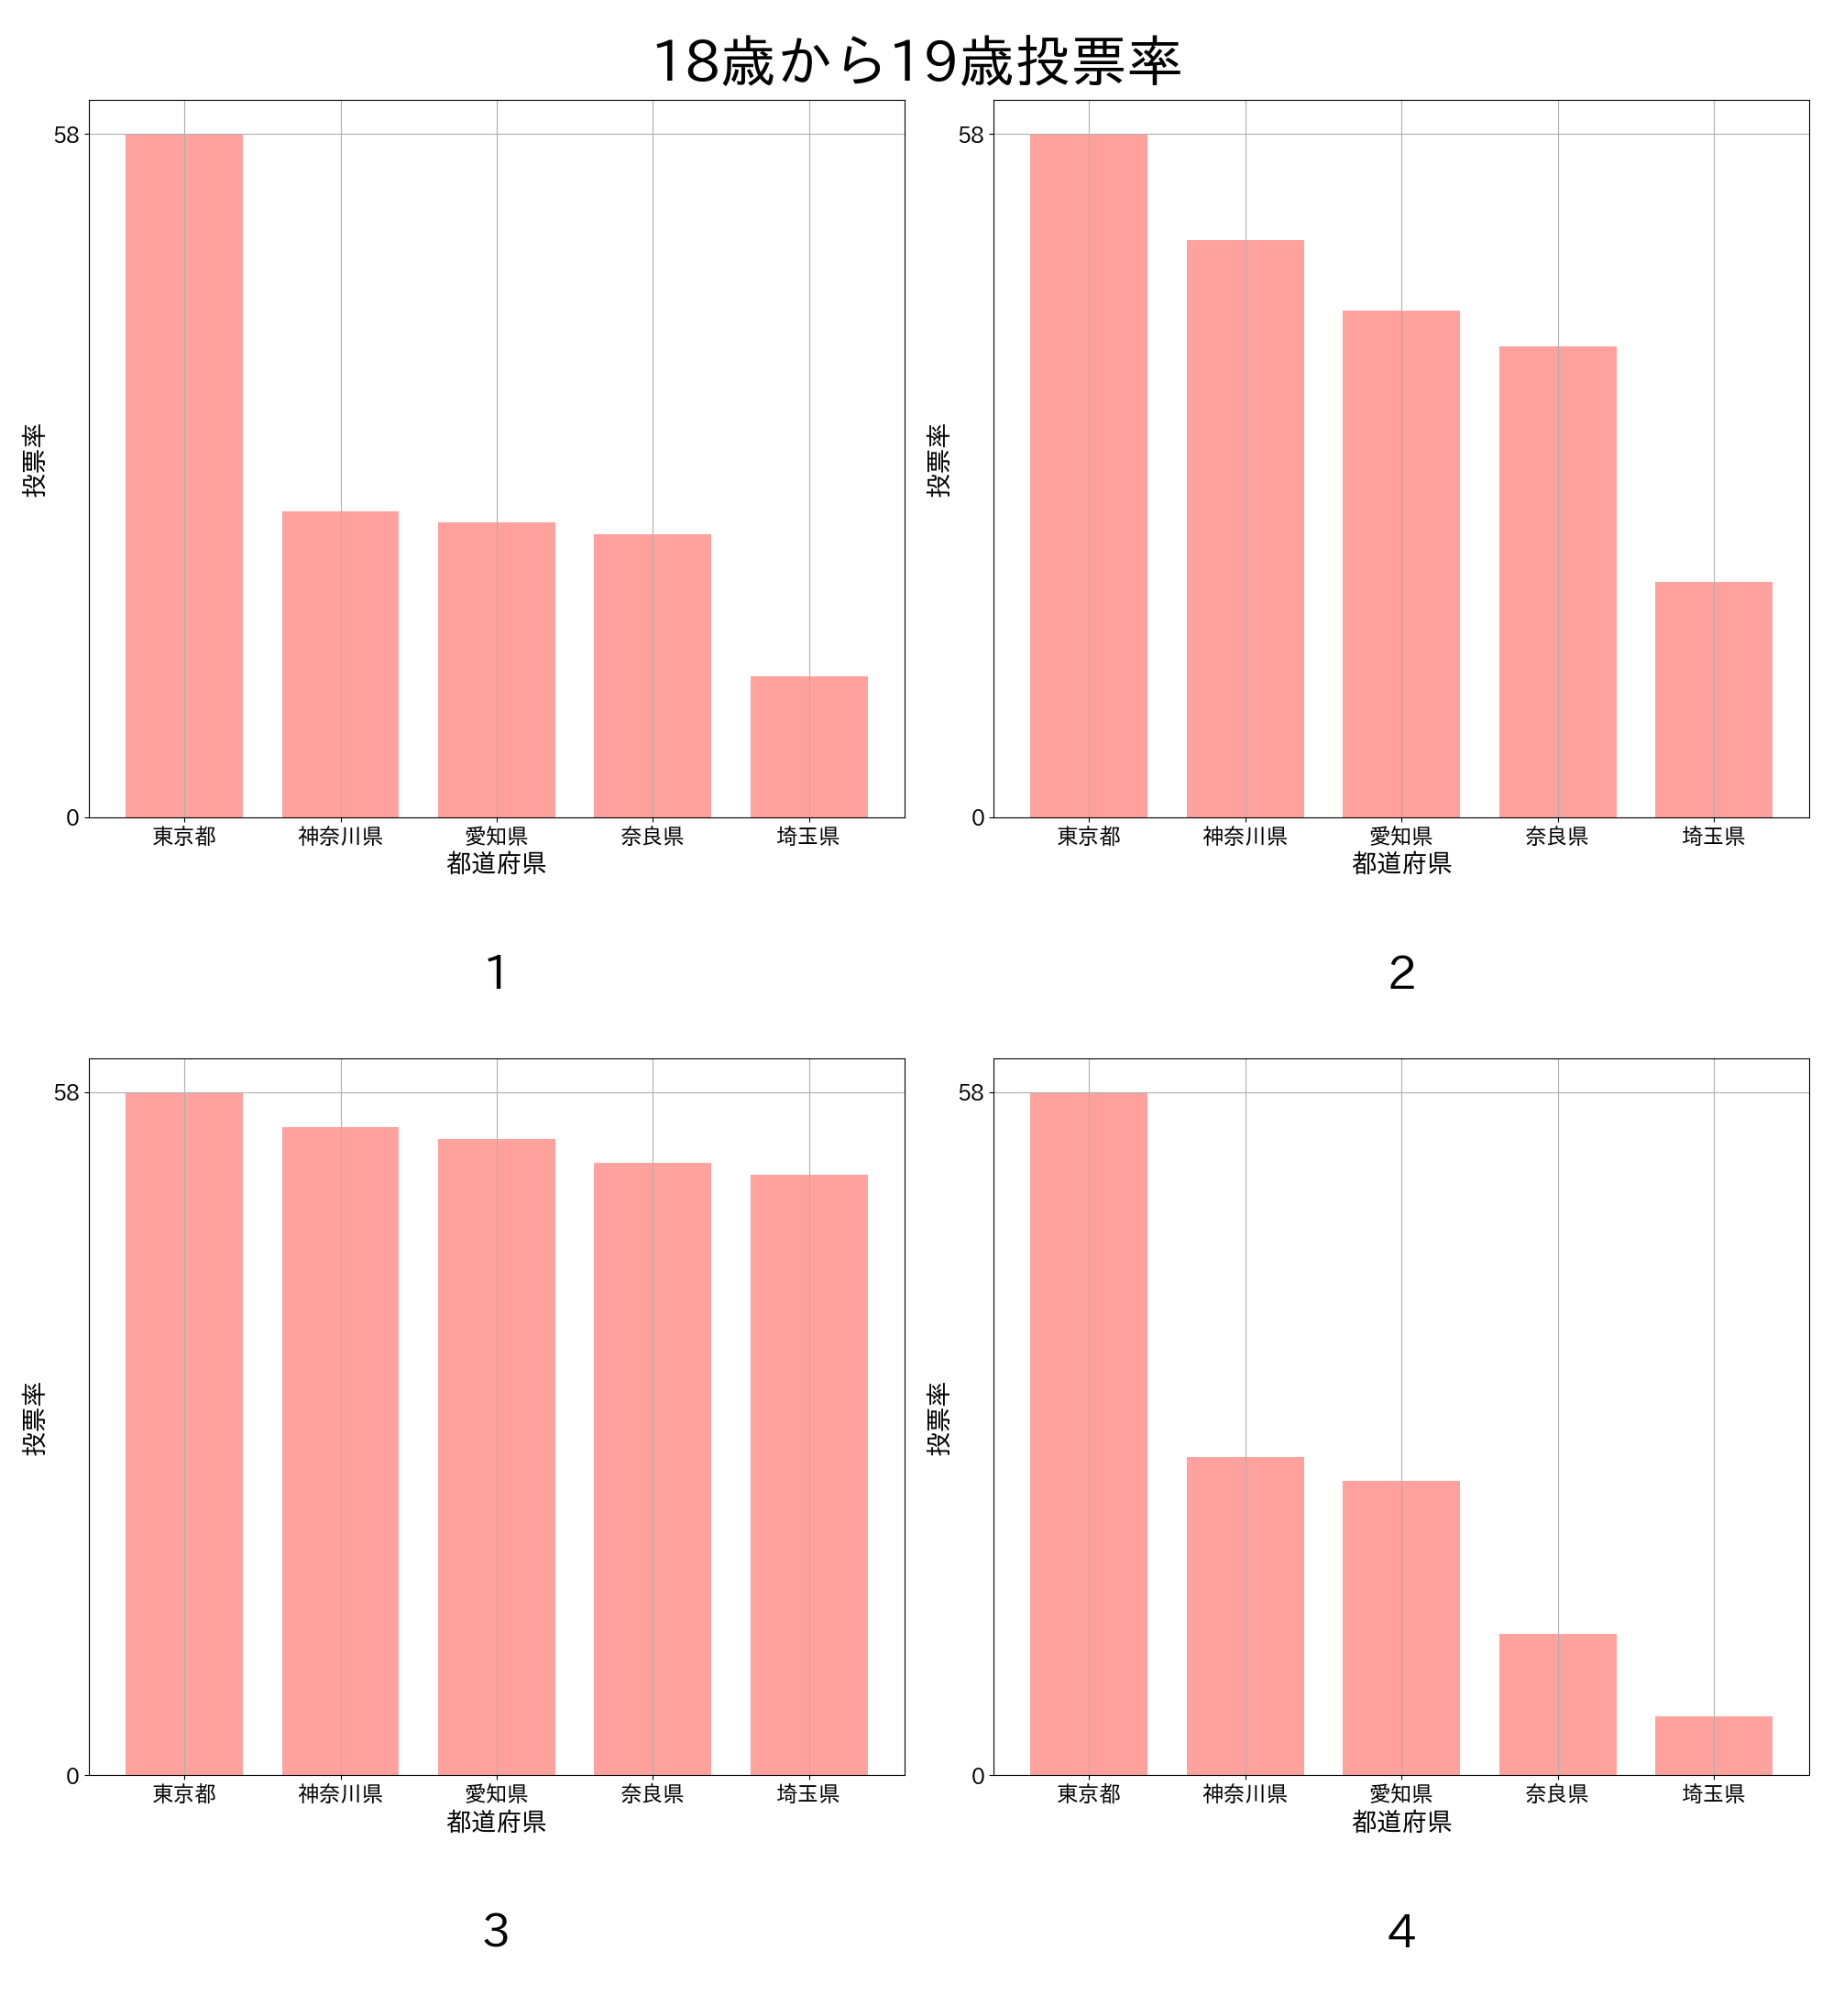 18歳から19歳投票率
58
投票率
0
東京都 神奈川県 愛知県 奈良県 埼玉県
都道府県
1
58
投票率
0
東京都 神奈川県 愛知県 奈良県 埼玉県
都道府県
2
58
投票率
0
東京都 神奈川県 愛知県 奈良県 埼玉県
都道府県
3
58
投票率
0
東京都 神奈川県 愛知県 奈良県 埼玉県
都道府県
4